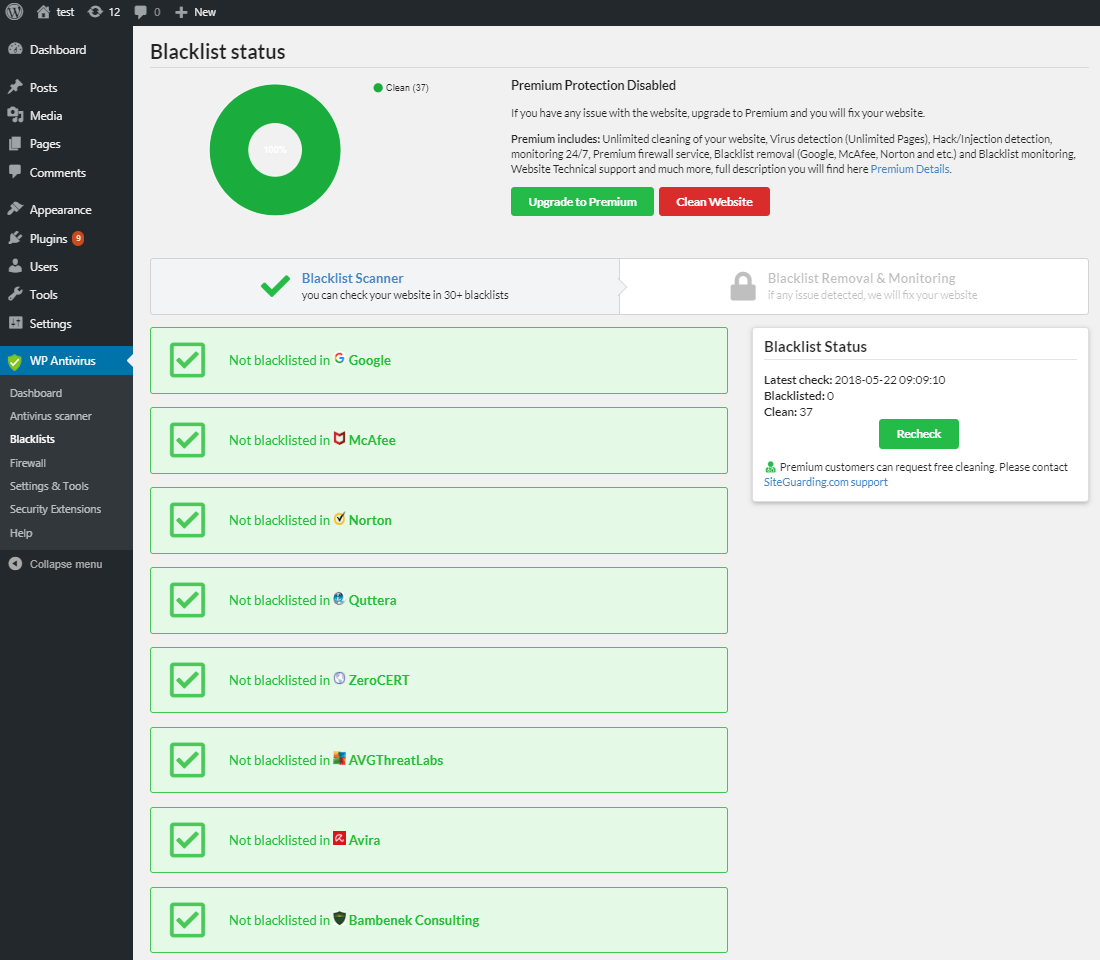 test 12 0 New
Dashboard
Posts
Media
Pages
Comments
Appearance
Plugins 9
Users
Tools
Settings
WP Antivirus
Dashboard
Antivirus scanner
Blacklists
Firewall
Settings & Tools
Security Extensions
Help
Collapse menu
Blacklist status
100%
Clean (37)
Premium Protection Disabled
If you have any issue with the website, upgrade to Premium and you will fix your website.
Premium includes: Unlimited cleaning of your website, Virus detection (Unlimited Pages), Hack/Injection detection,
monitoring 24/7, Premium firewall service, Blacklist removal (Google, McAfee, Norton and etc.) and Blacklist monitoring,
Website Technical support and much more, full description you will find here Premium Details.
Upgrade to Premium Clean Website
Blacklist Scanner
you can check your website in 30+ blacklists
Blacklist Removal & Monitoring
if any issue detected, we will fix your website
Not blacklisted in Google
Not blacklisted in McAfee
Not blacklisted in Norton
Not blacklisted in Quttera
Not blacklisted in ZeroCERT
Not blacklisted in AVGThreatLabs
Not blacklisted in Avira
Not blacklisted in Bambenek Consulting
Blacklist Status
Latest check: 2018-05-22 09:09:10
Blacklisted: 0
Clean: 37
Recheck
Premium customers can request free cleaning. Please contact
SiteGuarding.com support